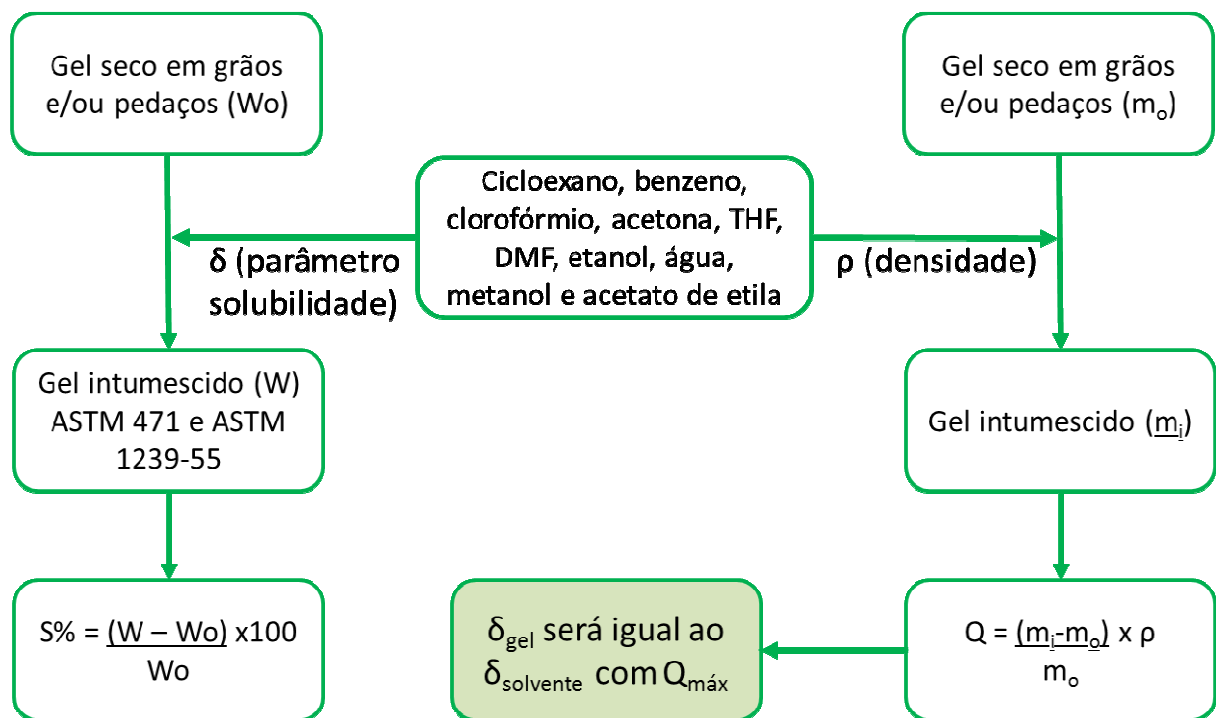 Gel seco em grãos
e/ou pedaços (Wo)
Gel seco em grãos
e/ou pedaços (mₒ)
Cicloexano, benzeno,
clorofórmio, acetona, THF,
DMF, etanol, água,
metanol e acetato de etila
δ (parâmetro
solubilidade)
ρ (densidade)
Gel intumescido (W)
ASTM 471 e ASTM
1239-55
Gel intumescido (mᵢ)
S% = (W – Wo) x100
Wo
δgel será igual ao
δsolvente com Qmáx
Q = (mᵢ-mₒ) x ρ
mₒ